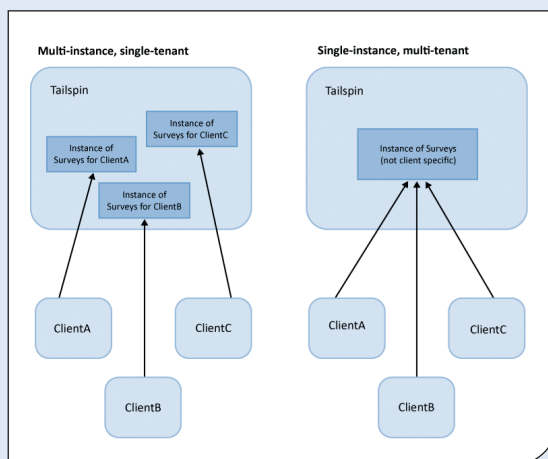 Multi-instance, single-tenant
Tailspin
Instance of
Surveys for ClientC
Instance of
Surveys for ClientA
Instance of
Surveys for ClientB
ClientA
ClientC
ClientB
Single-instance, multi-tenant
Tailspin
Instance of Surveys
(not client specific)
ClientA
ClientC
ClientB